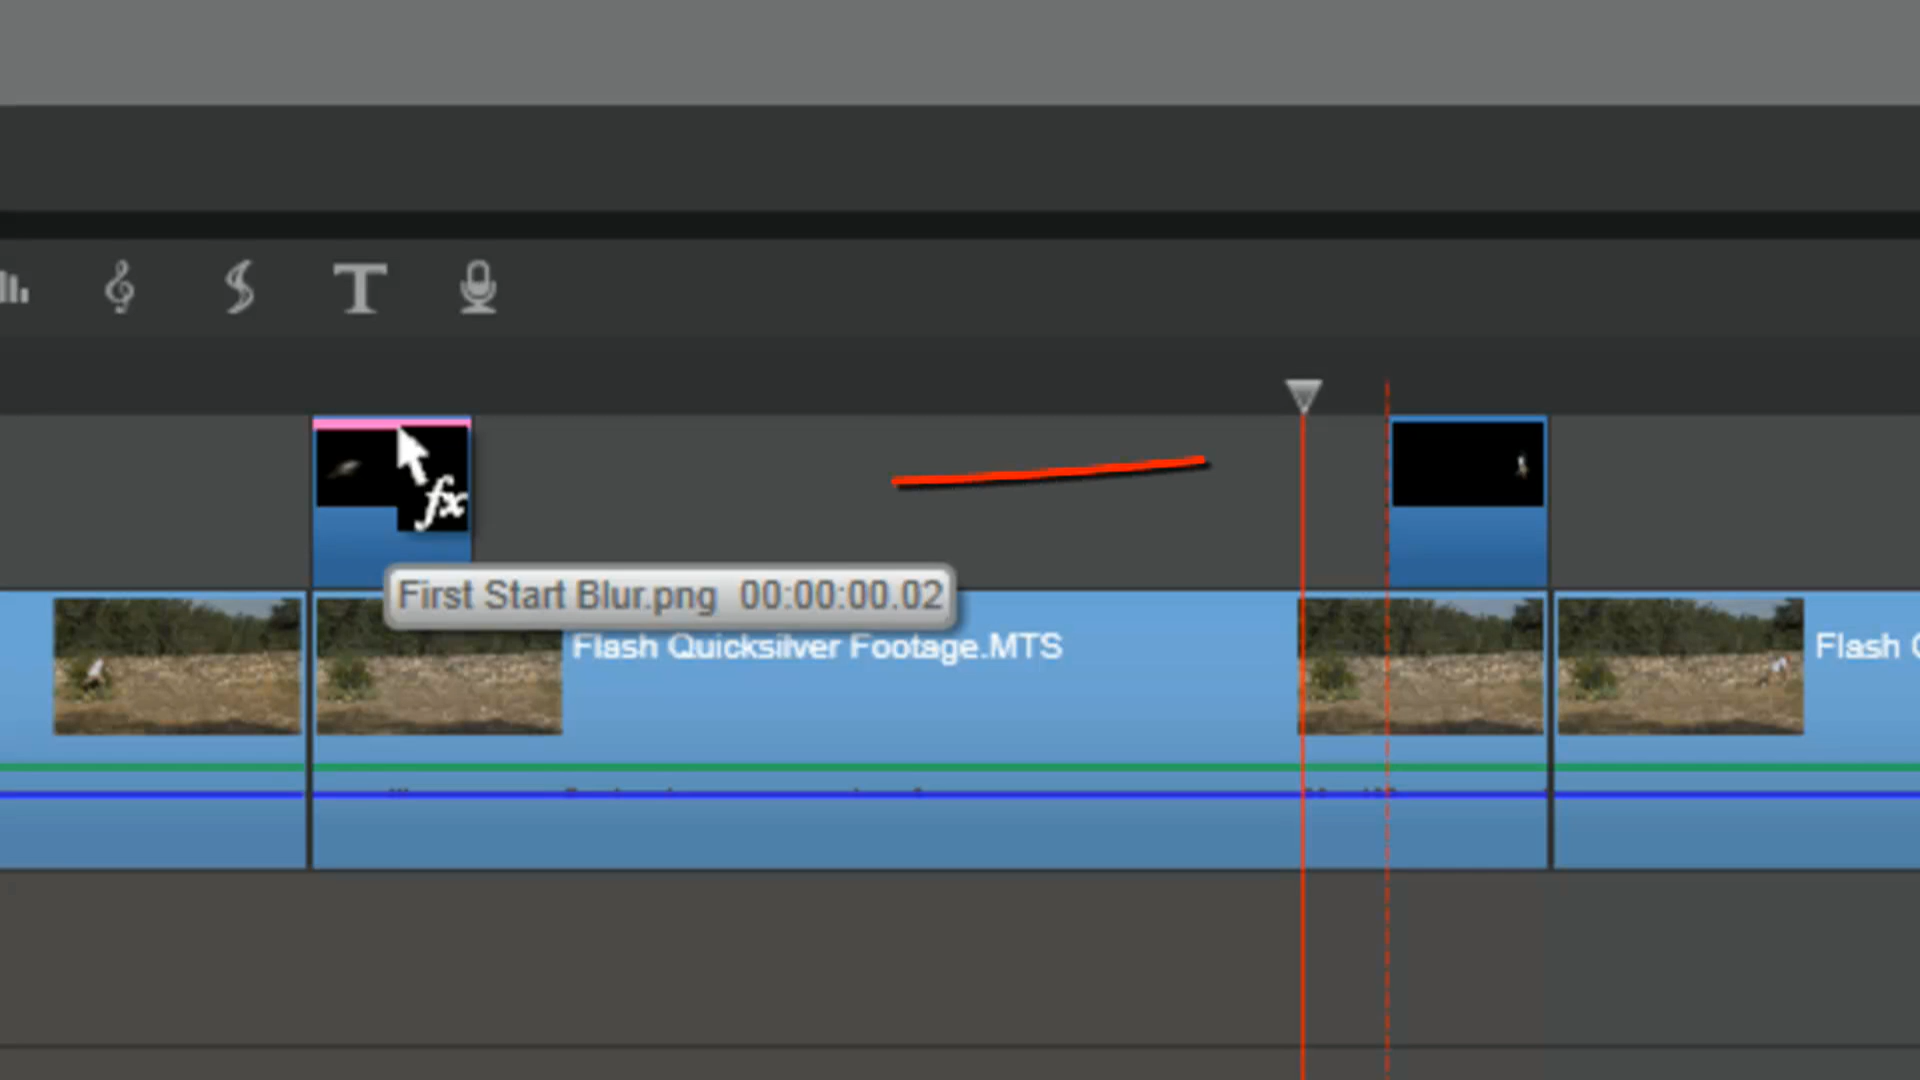 T
fx
First Start Blur.png 00:00:00.02
Flash Quicksilver Footage.MTS
Flash